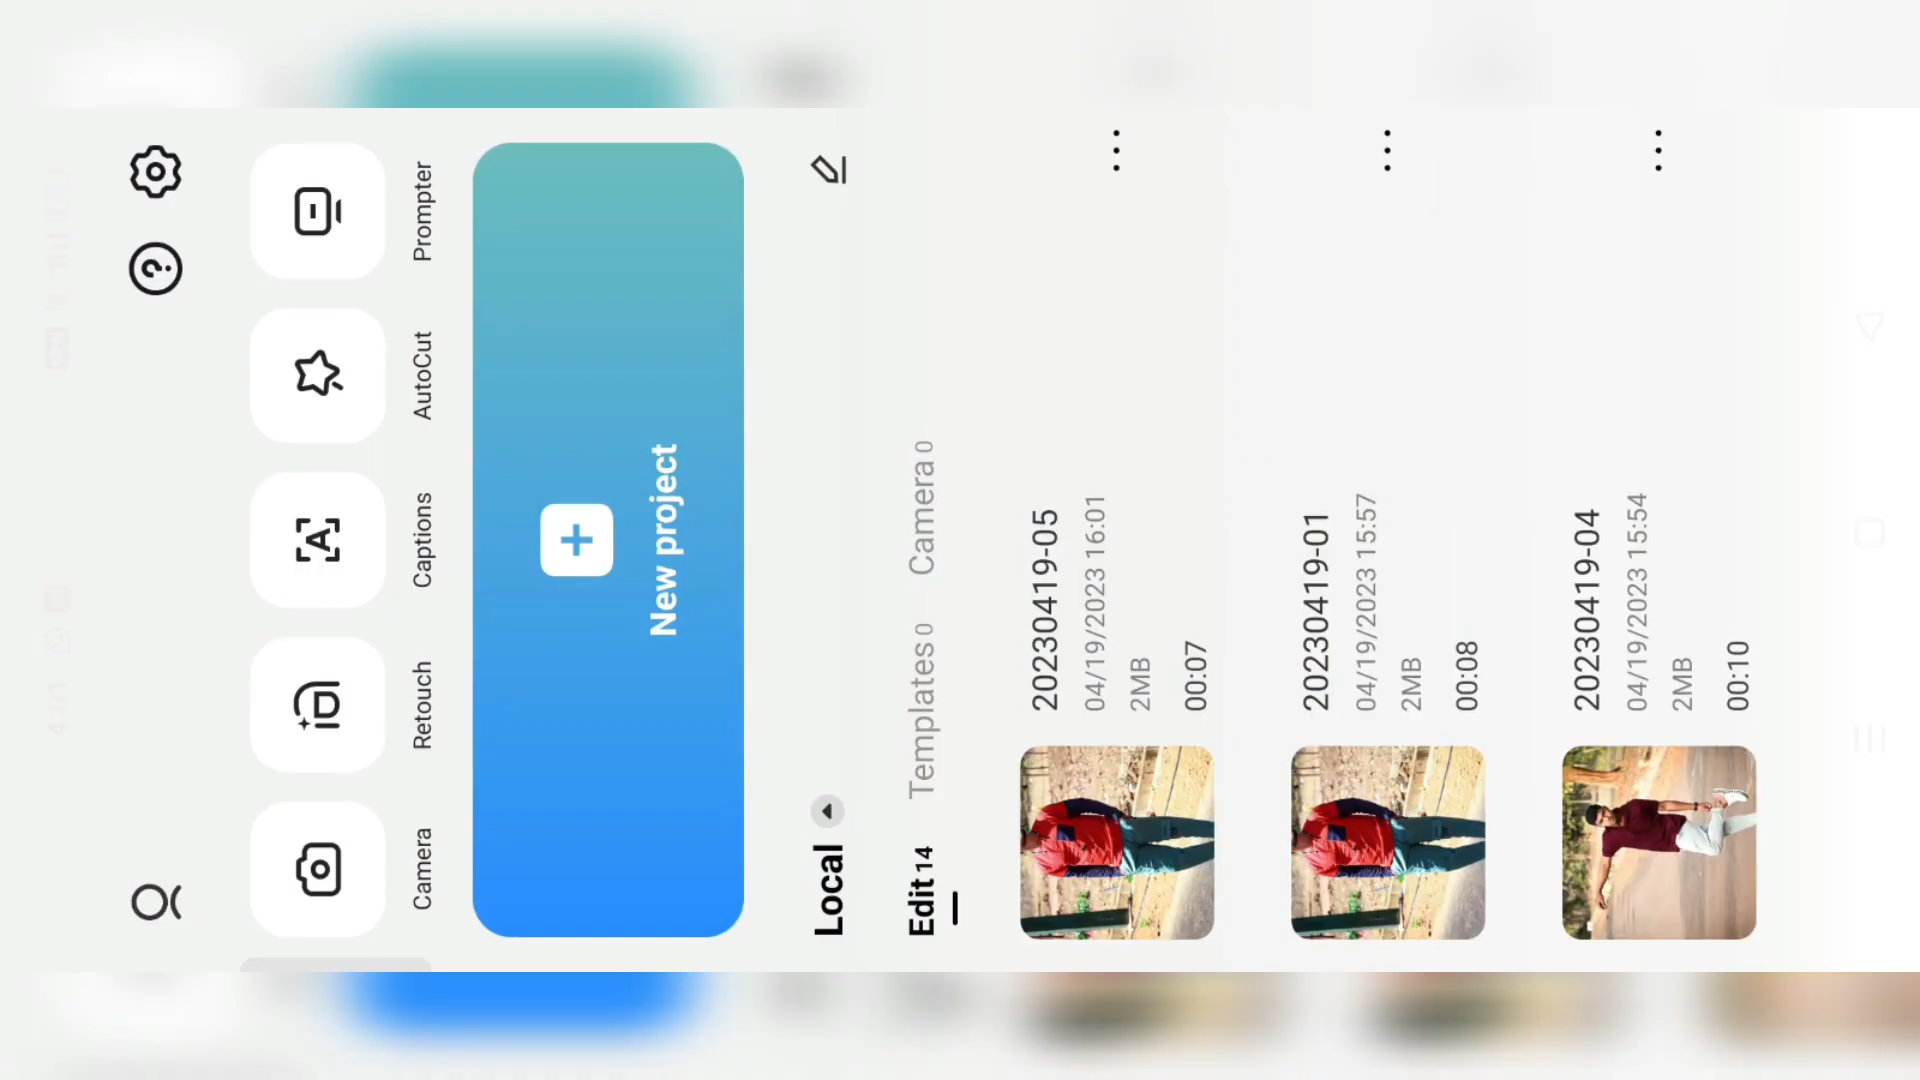 Camera
Retouch
Captions
AutoCut
Prompter
New project
Local
Edit 14
Templates 0
Camera 0
20230419-05
04/19/2023 16:01
2MB
00:07
20230419-01
04/19/2023 15:57
2MB
00:08
20230419-04
04/19/2023 15:54
2MB
00:10